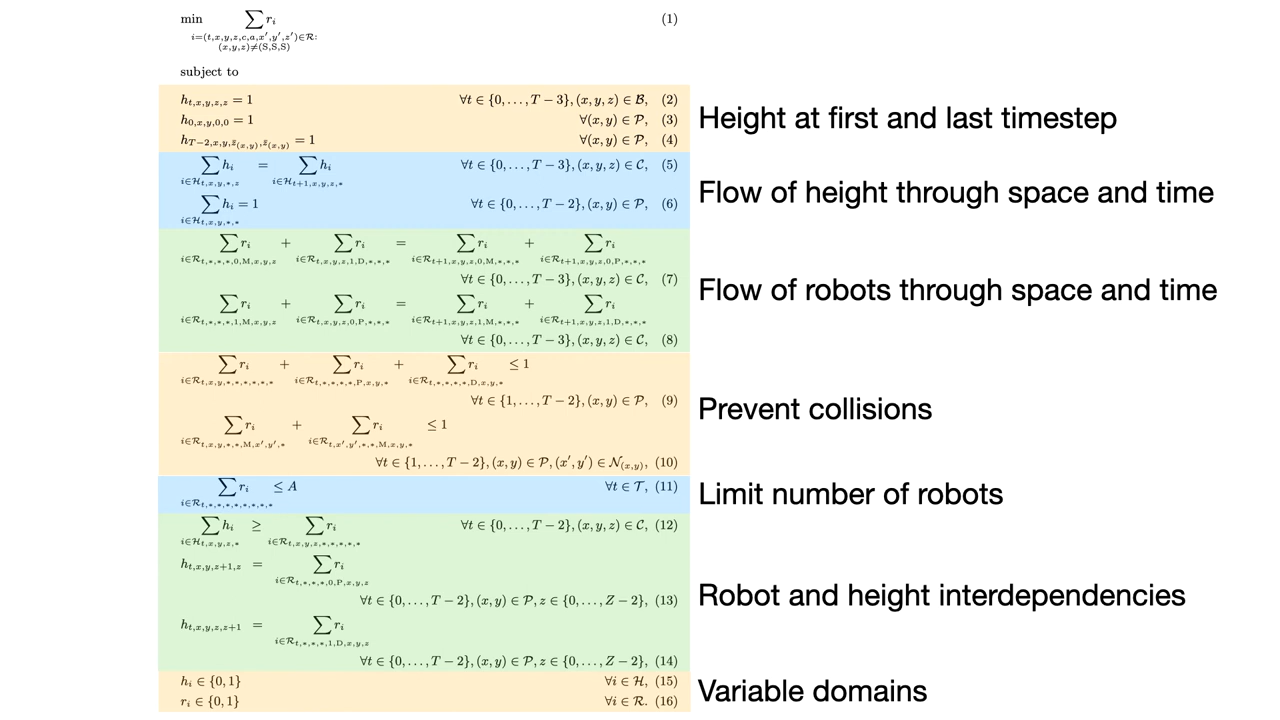 min ∑ r_i (1)
i=(t,x,y,z,c,a,x′,y′,z′)∈ℛ:
(x,y,z)≠(S,S,S)
subject to
h_{t,x,y,z,z} = 1 ∀t ∈ {0, . . . , T − 3}, (x, y, z) ∈ ℬ, (2)
h_{0,x,y,0,0} = 1 ∀(x, y) ∈ 𝒫, (3)
h_{T−2,x,y,z̄_{(x,y)},z̄_{(x,y)}} = 1 ∀(x, y) ∈ 𝒫, (4)
Height at first and last timestep
∑ h_i = ∑ h_i ∀t ∈ {0, . . . , T − 3}, (x, y, z) ∈ 𝒞, (5)
i∈ℋ_{t,x,y,∗,z} i∈ℋ_{t+1,x,y,z,∗}
∑ h_i = 1 ∀t ∈ {0, . . . , T − 2}, (x, y) ∈ 𝒫, (6)
i∈ℋ_{t,x,y,∗,∗}
Flow of height through space and time
∑ r_i + ∑ r_i = ∑ r_i + ∑ r_i
i∈ℛ_{t,∗,∗,∗,0,M,x,y,z} i∈ℛ_{t,x,y,z,1,D,∗,∗,∗} i∈ℛ_{t+1,x,y,z,0,M,∗,∗,∗} i∈ℛ_{t+1,x,y,z,0,P,∗,∗,∗}
∀t ∈ {0, . . . , T − 3}, (x, y, z) ∈ 𝒞, (7)
∑ r_i + ∑ r_i = ∑ r_i + ∑ r_i
i∈ℛ_{t,∗,∗,∗,1,M,x,y,z} i∈ℛ_{t,x,y,z,0,P,∗,∗,∗} i∈ℛ_{t+1,x,y,z,1,M,∗,∗,∗} i∈ℛ_{t+1,x,y,z,1,D,∗,∗,∗}
∀t ∈ {0, . . . , T − 3}, (x, y, z) ∈ 𝒞, (8)
Flow of robots through space and time
∑ r_i + ∑ r_i + ∑ r_i ≤ 1
i∈ℛ_{t,x,y,∗,∗,∗,∗,∗,∗} i∈ℛ_{t,∗,∗,∗,∗,P,x,y,∗} i∈ℛ_{t,∗,∗,∗,∗,D,x,y,∗}
∀t ∈ {1, . . . , T − 2}, (x, y) ∈ 𝒫, (9)
∑ r_i + ∑ r_i ≤ 1
i∈ℛ_{t,x,y,∗,∗,M,x′,y′,∗} i∈ℛ_{t,x′,y′,∗,∗,M,x,y,∗}
∀t ∈ {1, . . . , T − 2}, (x, y) ∈ 𝒫, (x′, y′) ∈ 𝒩_{(x,y)}, (10)
Prevent collisions
∑ r_i ≤ A ∀t ∈ 𝒯, (11)
i∈ℛ_{t,∗,∗,∗,∗,∗,∗,∗,∗}
Limit number of robots
∑ h_i ≥ ∑ r_i ∀t ∈ {0, . . . , T − 2}, (x, y, z) ∈ 𝒞, (12)
i∈ℋ_{t,x,y,z,∗} i∈ℛ_{t,x,y,z,∗,∗,∗,∗,∗}
h_{t,x,y,z+1,z} = ∑ r_i
i∈ℛ_{t,∗,∗,∗,0,P,x,y,z}
∀t ∈ {0, . . . , T − 2}, (x, y) ∈ 𝒫, z ∈ {0, . . . , Z − 2}, (13)
h_{t,x,y,z,z+1} = ∑ r_i
i∈ℛ_{t,∗,∗,∗,1,D,x,y,z}
∀t ∈ {0, . . . , T − 2}, (x, y) ∈ 𝒫, z ∈ {0, . . . , Z − 2}, (14)
Robot and height interdependencies
h_i ∈ {0, 1} ∀i ∈ ℋ, (15)
r_i ∈ {0, 1} ∀i ∈ ℛ. (16)
Variable domains